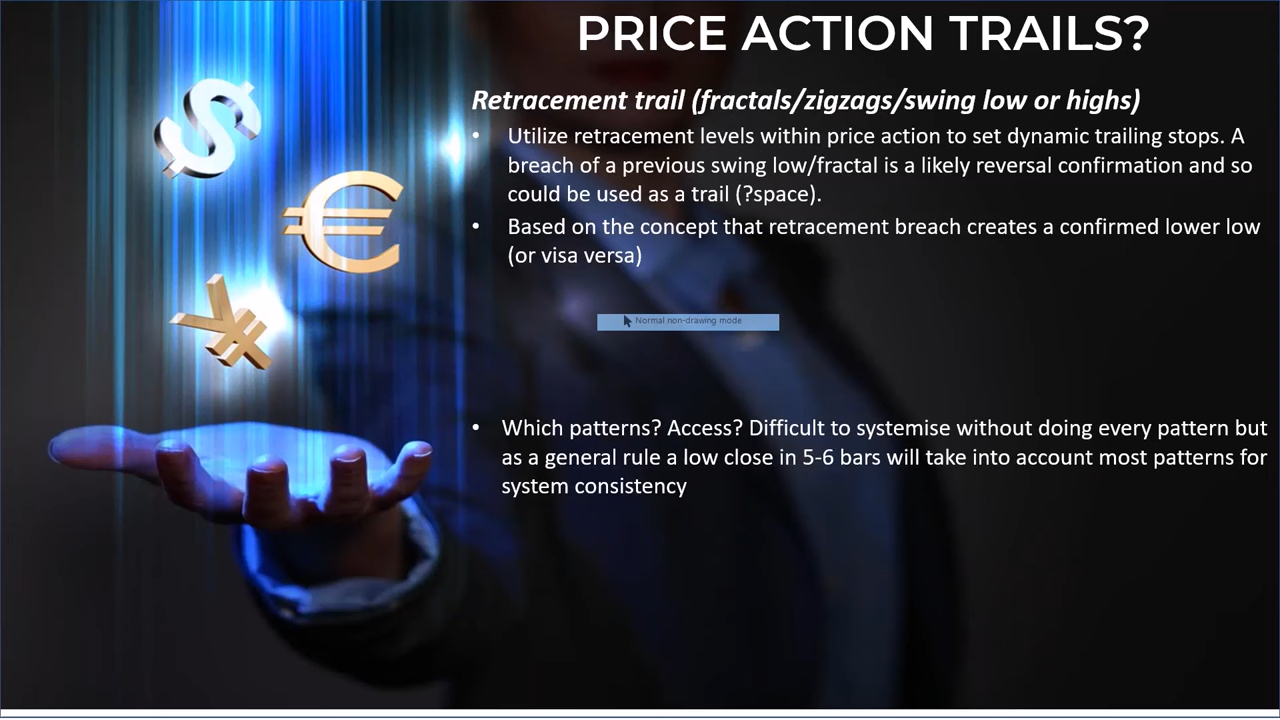 PRICE ACTION TRAILS?
Retracement trail (fractals/zigzags/swing low or highs)
• Utilize retracement levels within price action to set dynamic trailing stops. A
breach of a previous swing low/fractal is a likely reversal confirmation and so
could be used as a trail (?space).
• Based on the concept that retracement breach creates a confirmed lower low
(or visa versa)
Normal non-drawing mode
• Which patterns? Access? Difficult to systemise without doing every pattern but
as a general rule a low close in 5-6 bars will take into account most patterns for
system consistency